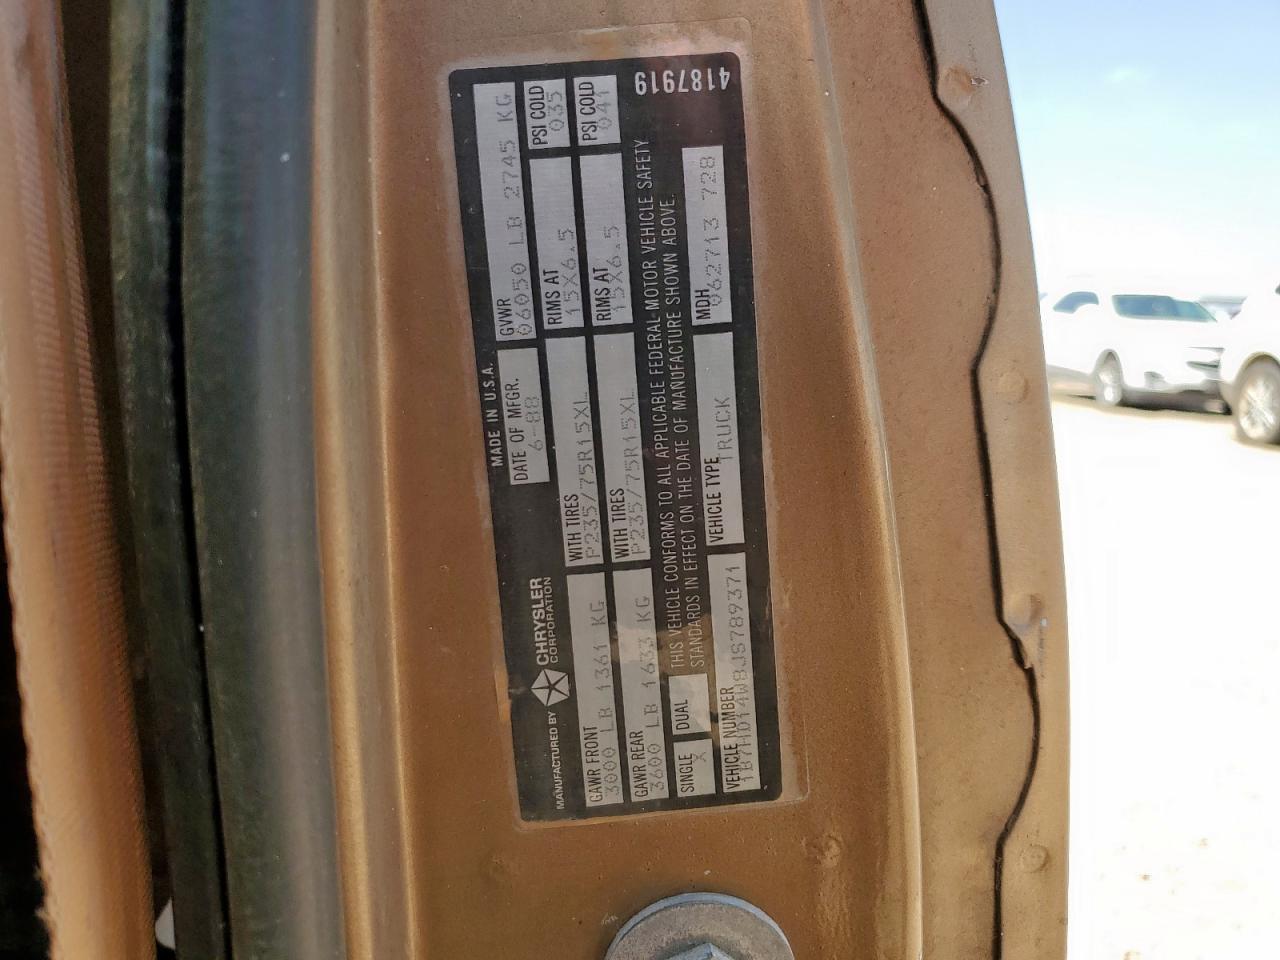 MADE IN U.S.A.
MANUFACTURED BY CHRYSLER CORPORATION
DATE OF MFGR.
6-88
GVWR
06050 LB 2745 KG
GAWR FRONT
3000 LB 1361 KG
WITH TIRES
P235/75R15XL
RIMS AT
15X6.5
PSI COLD
035
GAWR REAR
3600 LB 1633 KG
WITH TIRES
P235/75R15XL
RIMS AT
15X6.5
PSI COLD
041
SINGLE
X
DUAL
THIS VEHICLE CONFORMS TO ALL APPLICABLE FEDERAL MOTOR VEHICLE SAFETY
STANDARDS IN EFFECT ON THE DATE OF MANUFACTURE SHOWN ABOVE.
VEHICLE NUMBER
1B7HD14W8JS789371
VEHICLE TYPE
TRUCK
MDH
062713 728
4187919